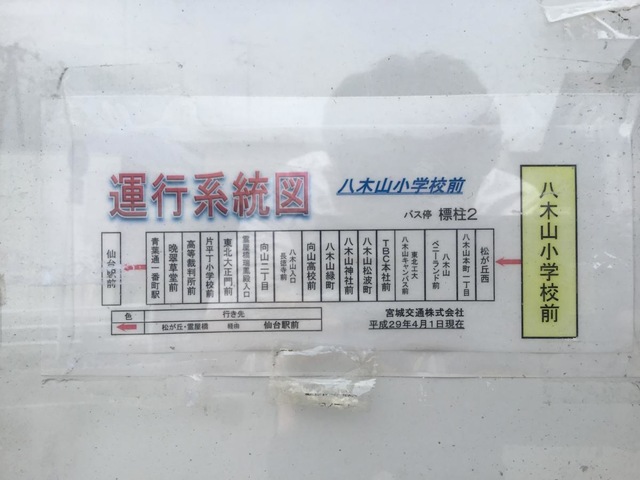 運行系統図
八木山小学校前
バス停 標柱2
八木山小学校前
松が丘西
八木山本町一丁目
八木山ベニーランド前
東北工大八木山キャンパス前
TBC本社前
八木山松波町
八木山神社前
八木山緑町
向山高校前
八木山入口長徳寺前
向山二丁目
霊屋橋瑞鳳殿入口
東北大正門前
片平丁小学校前
高等裁判所前
晩翠草堂前
青葉通一番町駅
仙台駅前
色 行き先
松が丘・霊屋橋 経由 仙台駅前
宮城交通株式会社
平成29年4月1日現在